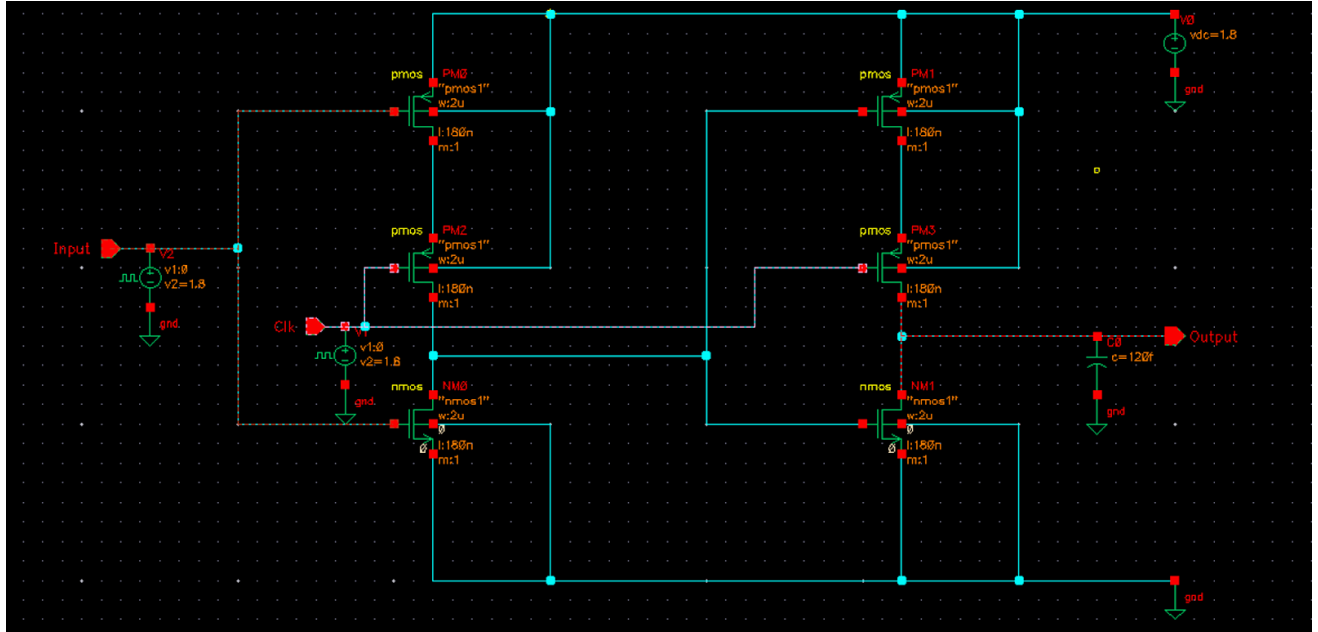 V0
vdc=1.8
gnd
pmos
PM0
"pmos1"
w:2u
l:180n
m:1
pmos
PM1
"pmos1"
w:2u
l:180n
m:1
Input
V2
v1:0
v2=1.8
gnd
pmos
PM2
"pmos1"
w:2u
l:180n
m:1
pmos
PM3
"pmos1"
w:2u
l:180n
m:1
Clk
V1
v1:0
v2=1.8
gnd
nmos
NM0
"nmos1"
w:2u
0
0
l:180n
m:1
nmos
NM1
"nmos1"
w:2u
0
0
l:180n
m:1
C0
c=120f
gnd
Output
gnd